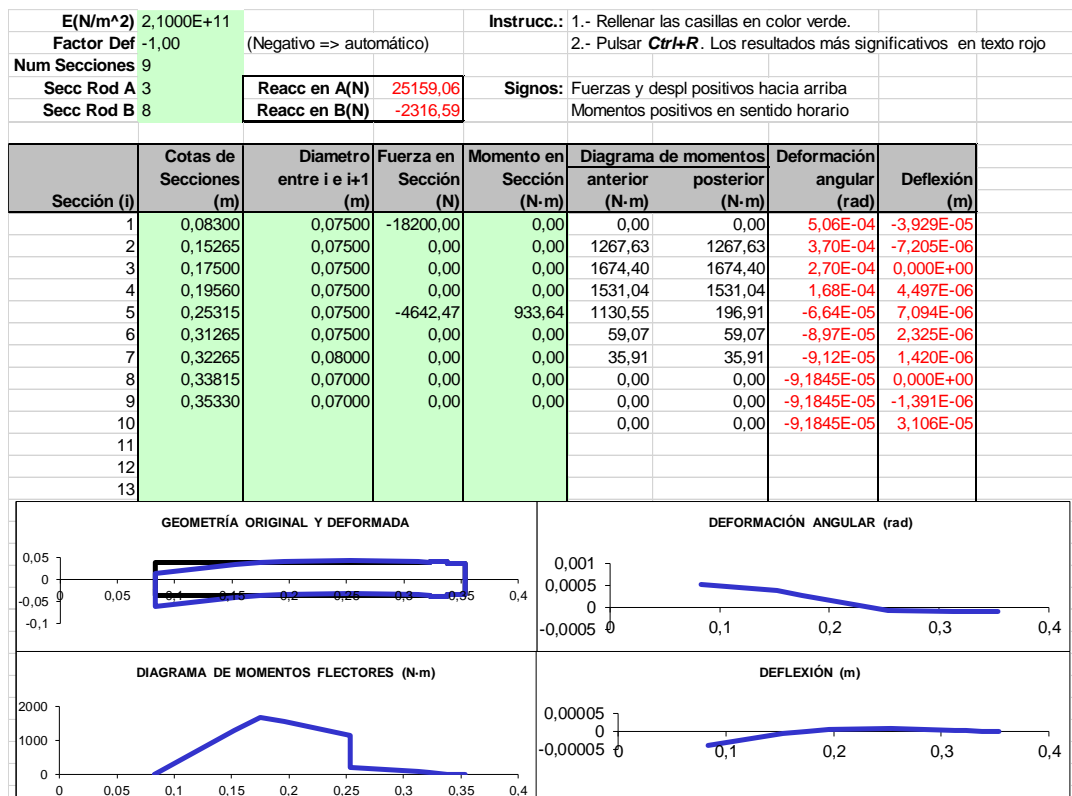 E(N/m^2) 2,1000E+11 Instrucc.: 1.- Rellenar las casillas en color verde.
Factor Def -1,00 (Negativo => automático) 2.- Pulsar Ctrl+R. Los resultados más significativos en texto rojo
Num Secciones 9
Secc Rod A 3 Reacc en A(N) 25159,06 Signos: Fuerzas y despl positivos hacia arriba
Secc Rod B 8 Reacc en B(N) -2316,59 Momentos positivos en sentido horario
Cotas de Diametro Fuerza en Momento en Diagrama de momentos Deformación
Secciones entre i e i+1 Sección Sección anterior posterior angular Deflexión
Sección (i) (m) (m) (N) (N·m) (N·m) (N·m) (rad) (m)
1 0,08300 0,07500 -18200,00 0,00 0,00 0,00 5,06E-04 -3,929E-05
2 0,15265 0,07500 0,00 0,00 1267,63 1267,63 3,70E-04 -7,205E-06
3 0,17500 0,07500 0,00 0,00 1674,40 1674,40 2,70E-04 0,000E+00
4 0,19560 0,07500 0,00 0,00 1531,04 1531,04 1,68E-04 4,497E-06
5 0,25315 0,07500 -4642,47 933,64 1130,55 196,91 -6,64E-05 7,094E-06
6 0,31265 0,07500 0,00 0,00 59,07 59,07 -8,97E-05 2,325E-06
7 0,32265 0,08000 0,00 0,00 35,91 35,91 -9,12E-05 1,420E-06
8 0,33815 0,07000 0,00 0,00 0,00 0,00 -9,1845E-05 0,000E+00
9 0,35330 0,07000 0,00 0,00 0,00 0,00 -9,1845E-05 -1,391E-06
10 0,00 0,00 -9,1845E-05 3,106E-05
11
12
13
GEOMETRÍA ORIGINAL Y DEFORMADA
0,05
0
-0,05
-0,1
0 0,05 0,1 0,15 0,2 0,25 0,3 0,35 0,4
DEFORMACIÓN ANGULAR (rad)
0,001
0,0005
0
-0,0005
0 0,1 0,2 0,3 0,4
DIAGRAMA DE MOMENTOS FLECTORES (N·m)
2000
1000
0
0 0,05 0,1 0,15 0,2 0,25 0,3 0,35 0,4
DEFLEXIÓN (m)
0,00005
0
-0,00005
0 0,1 0,2 0,3 0,4